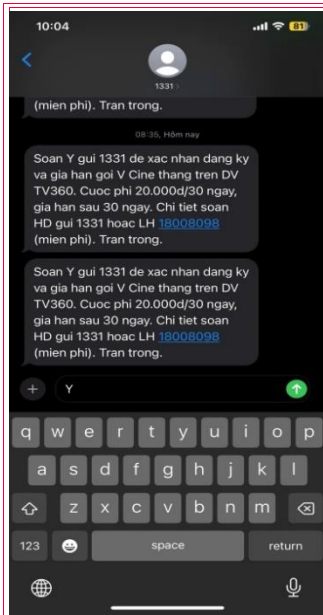 10:04
81
1331
(mien phi). Tran trong.
08:35, Hôm nay
Soan Y gui 1331 de xac nhan dang ky
va gia han goi V Cine thang tren DV
TV360. Cuoc phi 20.000d/30 ngay,
gia han sau 30 ngay. Chi tiet soan
HD gui 1331 hoac LH 18008098
(mien phi). Tran trong.
Soan Y gui 1331 de xac nhan dang ky
va gia han goi V Cine thang tren DV
TV360. Cuoc phi 20.000d/30 ngay,
gia han sau 30 ngay. Chi tiet soan
HD gui 1331 hoac LH 18008098
(mien phi). Tran trong.
Y
q w e r t y u i o p
a s d f g h j k l
z x c v b n m
123 space return